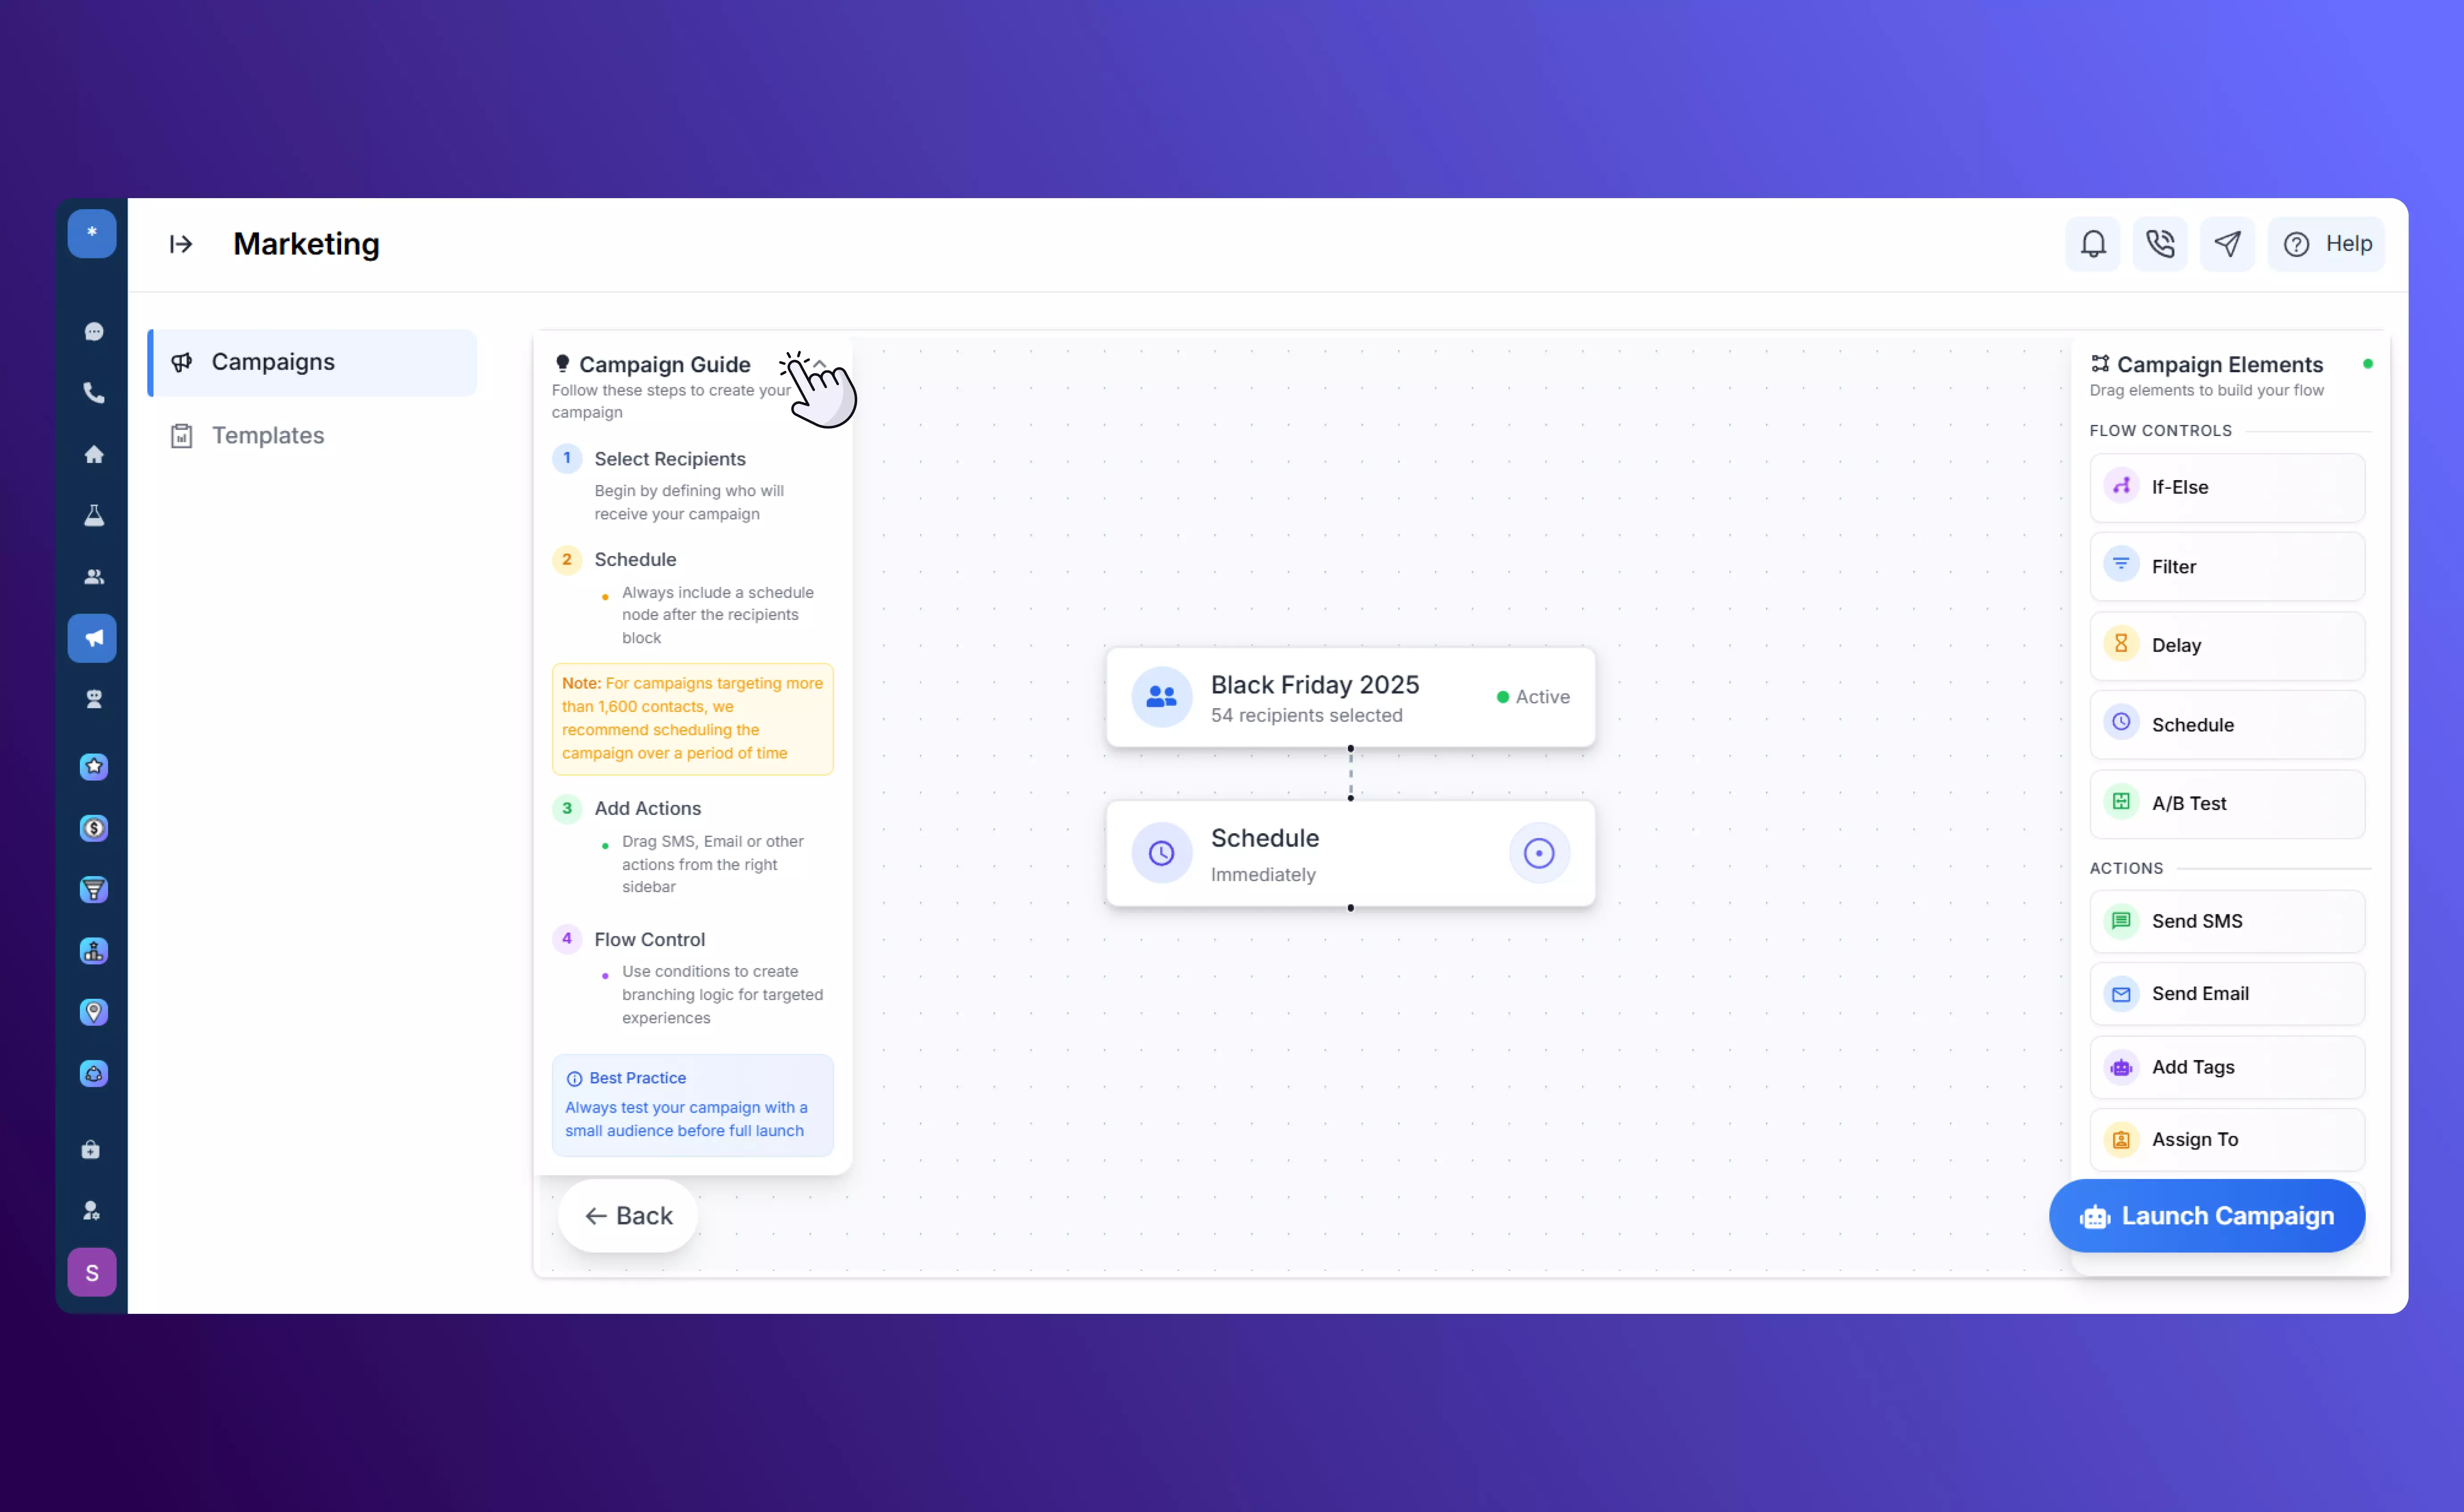 *
Marketing
Help
Campaigns
Templates
Campaign Guide
Follow these steps to create your
campaign
1 Select Recipients
Begin by defining who will
receive your campaign
2 Schedule
Always include a schedule
node after the recipients
block
Note: For campaigns targeting more
than 1,600 contacts, we
recommend scheduling the
campaign over a period of time
3 Add Actions
Drag SMS, Email or other
actions from the right
sidebar
4 Flow Control
Use conditions to create
branching logic for targeted
experiences
Best Practice
Always test your campaign with a
small audience before full launch
Back
Black Friday 2025
54 recipients selected
Active
Schedule
Immediately
Campaign Elements
Drag elements to build your flow
FLOW CONTROLS
If-Else
Filter
Delay
Schedule
A/B Test
ACTIONS
Send SMS
Send Email
Add Tags
Assign To
Launch Campaign
S